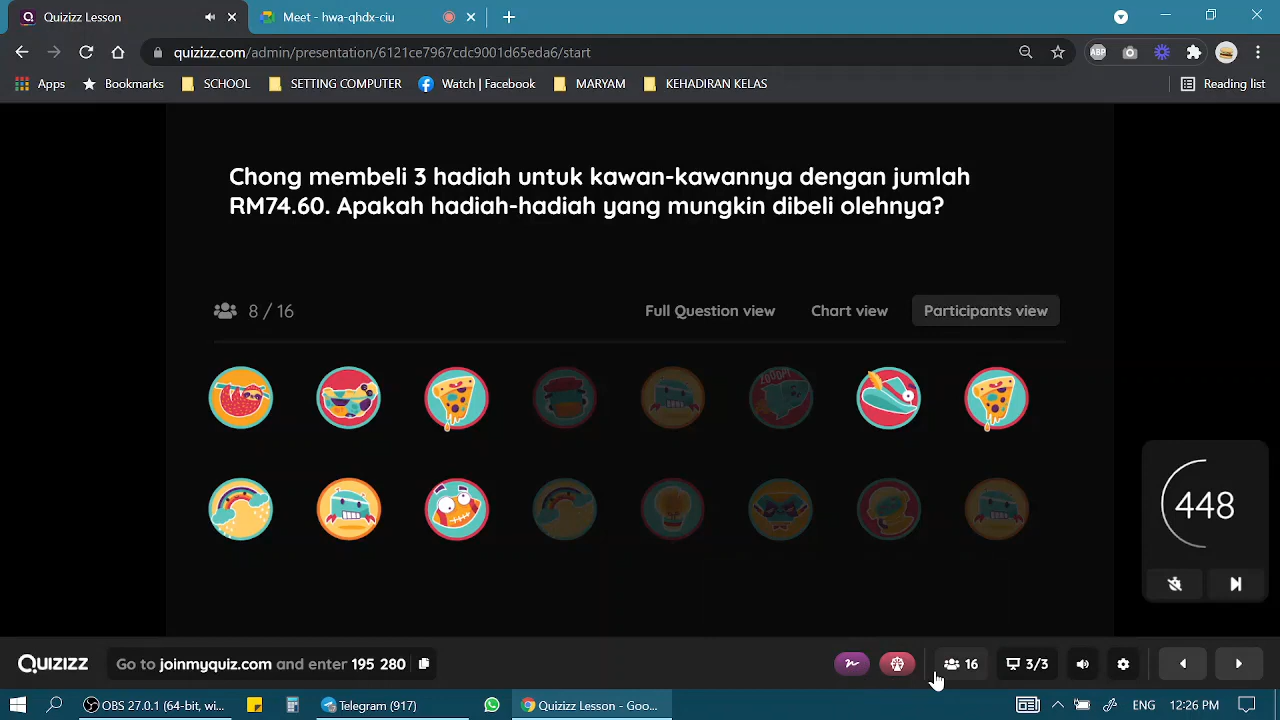 Quizizz Lesson
Meet - hwa-qhdx-ciu
quizizz.com/admin/presentation/6121ce7967cdc9001d65eda6/start
ABP
Apps
Bookmarks
SCHOOL
SETTING COMPUTER
Watch | Facebook
MARYAM
KEHADIRAN KELAS
Reading list
Chong membeli 3 hadiah untuk kawan-kawannya dengan jumlah
RM74.60. Apakah hadiah-hadiah yang mungkin dibeli olehnya?
8 / 16
Full Question view
Chart view
Participants view
ZOOOP!
448
QUIZIZZ
Go to joinmyquiz.com and enter 195 280
16
3/3
OBS 27.0.1 (64-bit, wi...
Telegram (917)
Quizizz Lesson - Goo...
ENG
12:26 PM